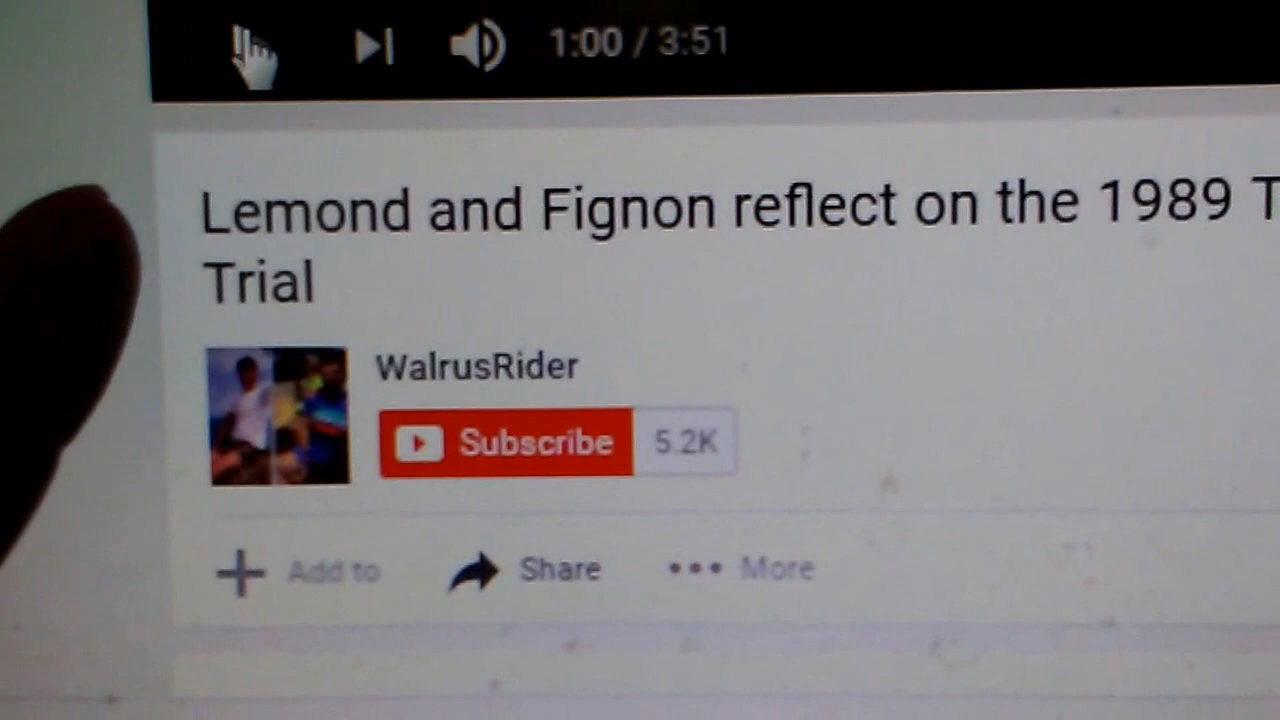 1:00 / 3:51
Lemond and Fignon reflect on the 1989 T
Trial
WalrusRider
Subscribe 5.2K
Add to Share More